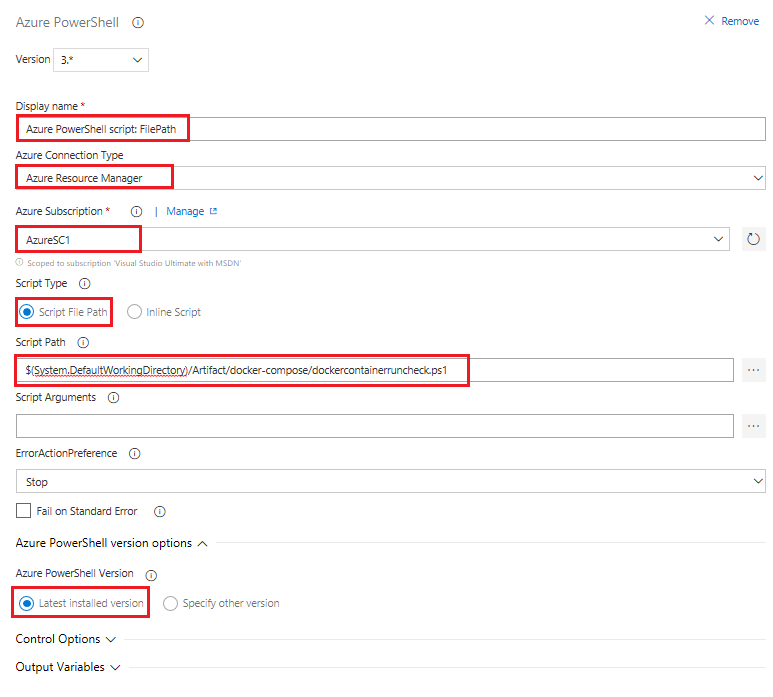 Azure PowerShell
Remove
Version 3.*
Display name *
Azure PowerShell script: FilePath
Azure Connection Type
Azure Resource Manager
Azure Subscription * | Manage
AzureSC1
Scoped to subscription 'Visual Studio Ultimate with MSDN'
Script Type
Script File Path Inline Script
Script Path
$(System.DefaultWorkingDirectory)/Artifact/docker-compose/dockercontainerruncheck.ps1
...
Script Arguments
...
ErrorActionPreference
Stop
Fail on Standard Error
Azure PowerShell version options
Azure PowerShell Version
Latest installed version Specify other version
Control Options
Output Variables